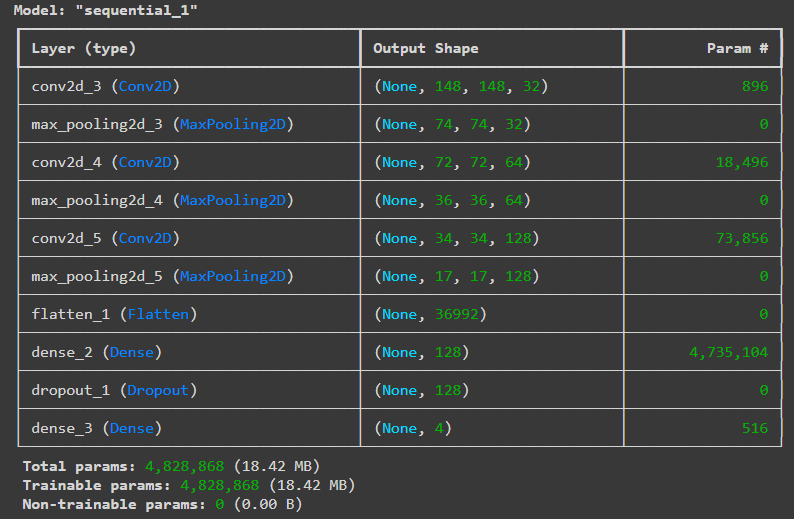 Model: "sequential_1"
Layer (type) Output Shape Param #
conv2d_3 (Conv2D) (None, 148, 148, 32) 896
max_pooling2d_3 (MaxPooling2D) (None, 74, 74, 32) 0
conv2d_4 (Conv2D) (None, 72, 72, 64) 18,496
max_pooling2d_4 (MaxPooling2D) (None, 36, 36, 64) 0
conv2d_5 (Conv2D) (None, 34, 34, 128) 73,856
max_pooling2d_5 (MaxPooling2D) (None, 17, 17, 128) 0
flatten_1 (Flatten) (None, 36992) 0
dense_2 (Dense) (None, 128) 4,735,104
dropout_1 (Dropout) (None, 128) 0
dense_3 (Dense) (None, 4) 516
Total params: 4,828,868 (18.42 MB)
Trainable params: 4,828,868 (18.42 MB)
Non-trainable params: 0 (0.00 B)